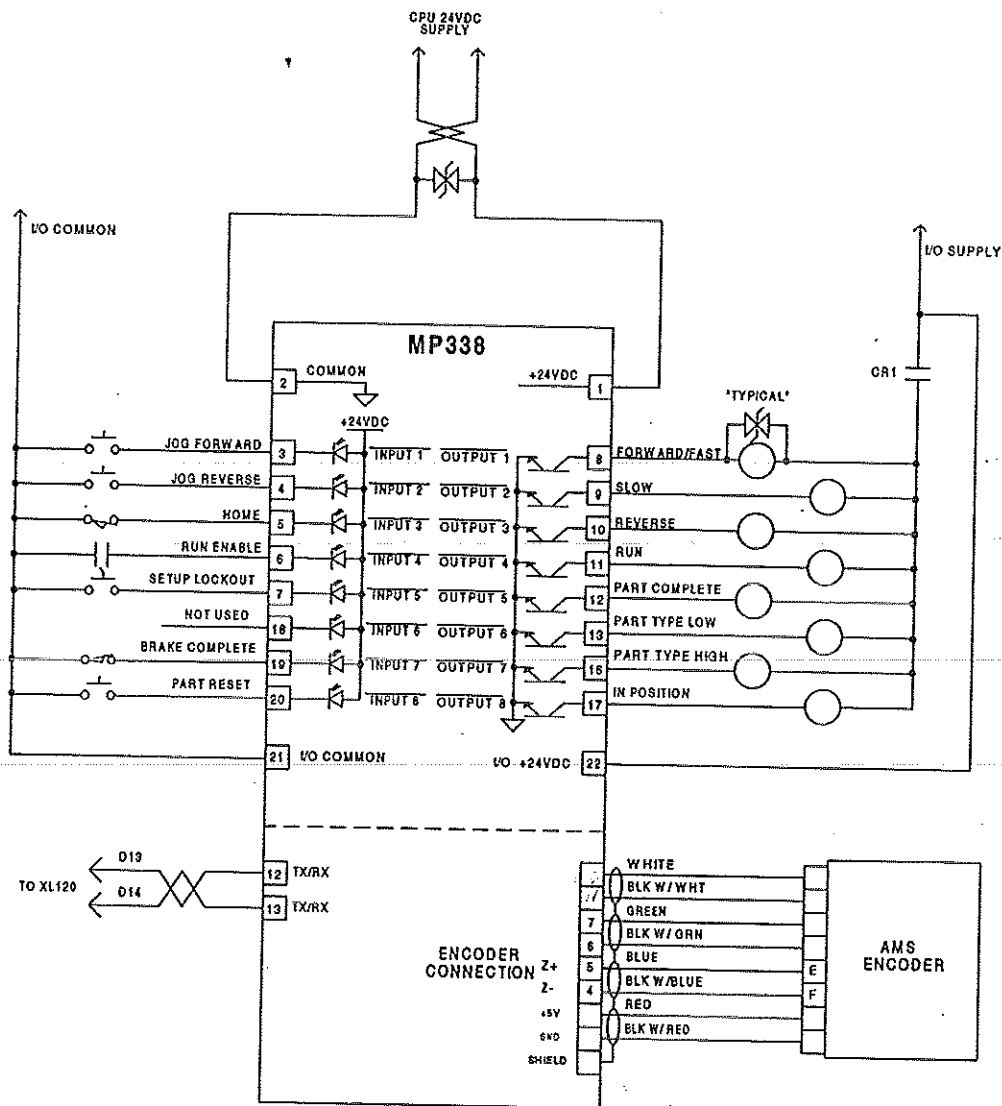 CPU 24VDC
SUPPLY
I/O COMMON
I/O SUPPLY
MP338
CR1
2 COMMON
+24VDC 1
"TYPICAL"
+24VDC
JOG FORWARD 3 INPUT 1 OUTPUT 1 8 FORWARD/FAST
JOG REVERSE 4 INPUT 2 OUTPUT 2 9 SLOW
HOME 5 INPUT 3 OUTPUT 3 10 REVERSE
RUN ENABLE 6 INPUT 4 OUTPUT 4 11 RUN
SETUP LOCKOUT 7 INPUT 5 OUTPUT 5 12 PART COMPLETE
NOT USED 18 INPUT 6 OUTPUT 6 13 PART TYPE LOW
BRAKE COMPLETE 19 INPUT 7 OUTPUT 7 16 PART TYPE HIGH
PART RESET 20 INPUT 6 OUTPUT 8 17 IN POSITION
21 I/O COMMON I/O +24VDC 22
TO XL120
D13 12 TX/RX
D14 13 TX/RX
ENCODER
CONNECTION
WHITE
BLK W/WHT
7 GREEN
6 BLK W/GRN
Z+ 5 BLUE E
Z- 4 BLK W/BLUE F
+5V RED
GND BLK W/RED
SHIELD
AMS
ENCODER